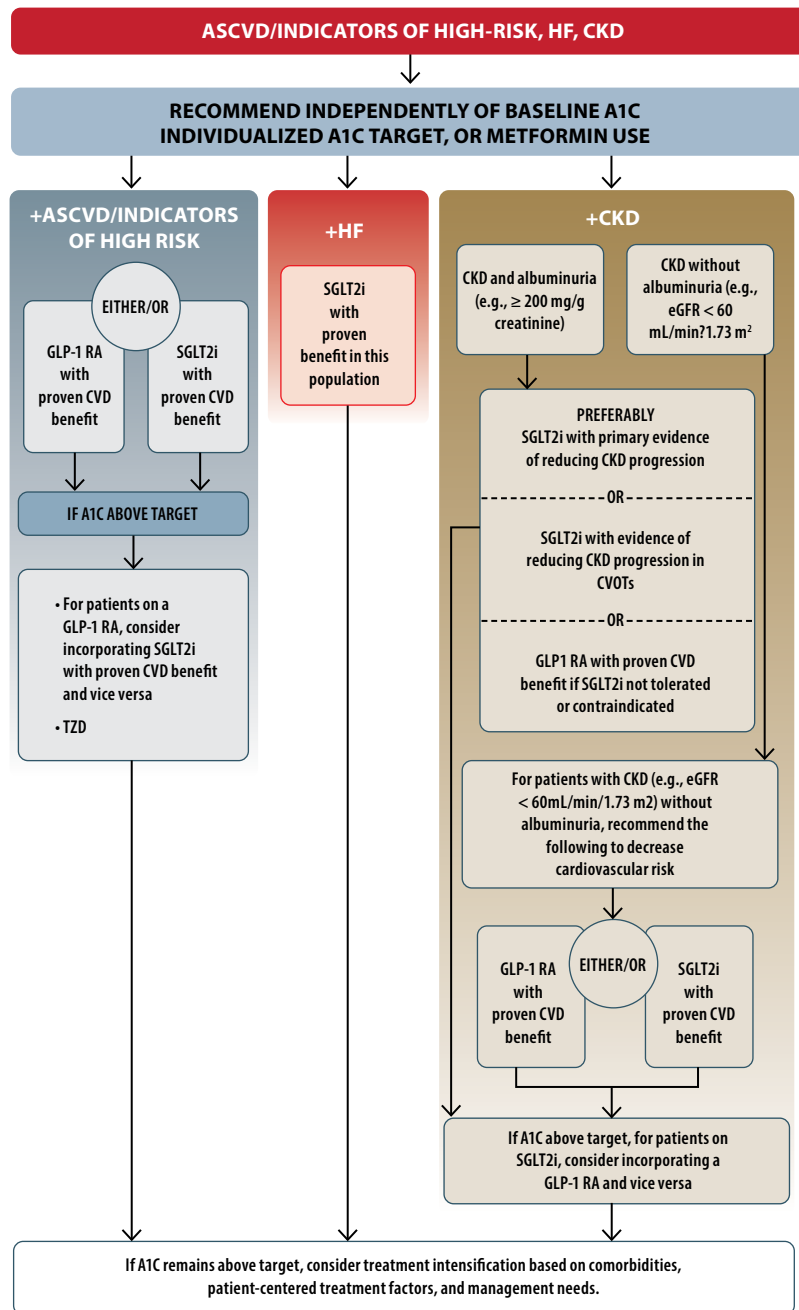 ASCVD/INDICATORS OF HIGH-RISK, HF, CKD
RECOMMEND INDEPENDENTLY OF BASELINE A1C
INDIVIDUALIZED A1C TARGET, OR METFORMIN USE
+ASCVD/INDICATORS
OF HIGH RISK
EITHER/OR
GLP-1 RA
with
proven CVD
benefit
SGLT2i
with
proven CVD
benefit
IF A1C ABOVE TARGET
• For patients on a
GLP-1 RA, consider
incorporating SGLT2i
with proven CVD benefit
and vice versa
• TZD
+HF
SGLT2i
with
proven
benefit in this
population
+CKD
CKD and albuminuria
(e.g., ≥ 200 mg/g
creatinine)
CKD without
albuminuria (e.g.,
eGFR < 60
mL/min?1.73 m²
PREFERABLY
SGLT2i with primary evidence
of reducing CKD progression
OR
SGLT2i with evidence of
reducing CKD progression in
CVOTs
OR
GLP1 RA with proven CVD
benefit if SGLT2i not tolerated
or contraindicated
For patients with CKD (e.g., eGFR
< 60mL/min/1.73 m2) without
albuminuria, recommend the
following to decrease
cardiovascular risk
EITHER/OR
GLP-1 RA
with
proven CVD
benefit
SGLT2i
with
proven CVD
benefit
If A1C above target, for patients on
SGLT2i, consider incorporating a
GLP-1 RA and vice versa
If A1C remains above target, consider treatment intensification based on comorbidities,
patient-centered treatment factors, and management needs.